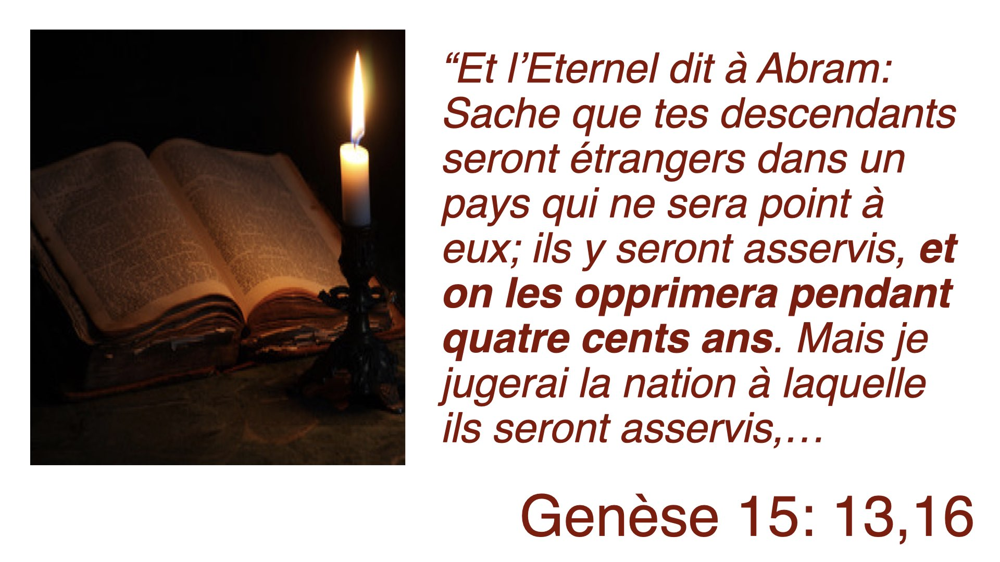 “Et l’Eternel dit à Abram:
Sache que tes descendants
seront étrangers dans un
pays qui ne sera point à
eux; ils y seront asservis, et
on les opprimera pendant
quatre cents ans. Mais je
jugerai la nation à laquelle
ils seront asservis,…
Genèse 15: 13,16